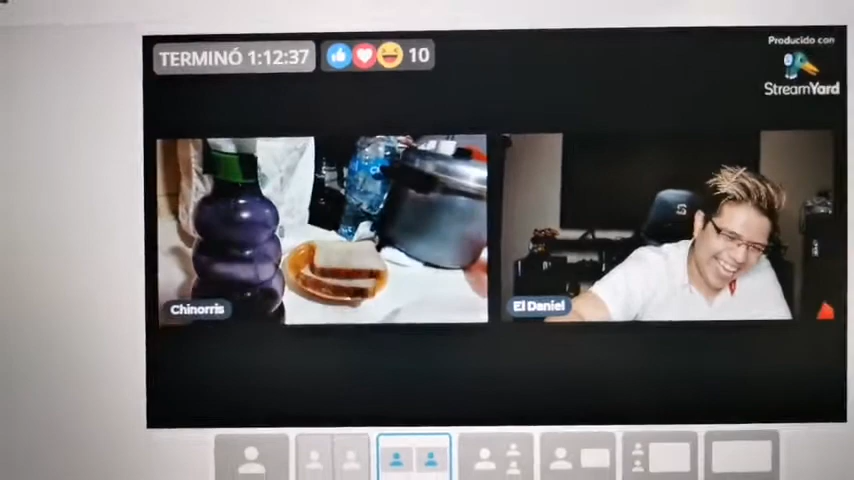 TERMINÓ 1:12:37
10
Producido con
StreamYard
Chinorris
El Daniel